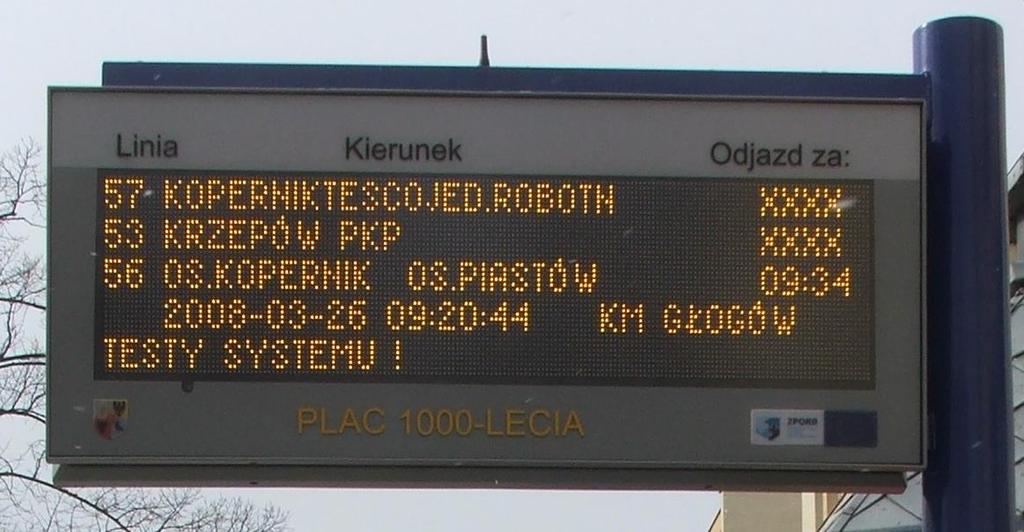 Linia Kierunek Odjazd za:
57 KOPERNIKTESCOJED.ROBOTN XXXX
53 KRZEPÓW PKP XXXX
56 OS.KOPERNIK OS.PIASTÓW 09:34
2008-03-26 09:20:44 KM GŁOGÓW
TESTY SYSTEMU !
PLAC 1000-LECIA
ZPORR